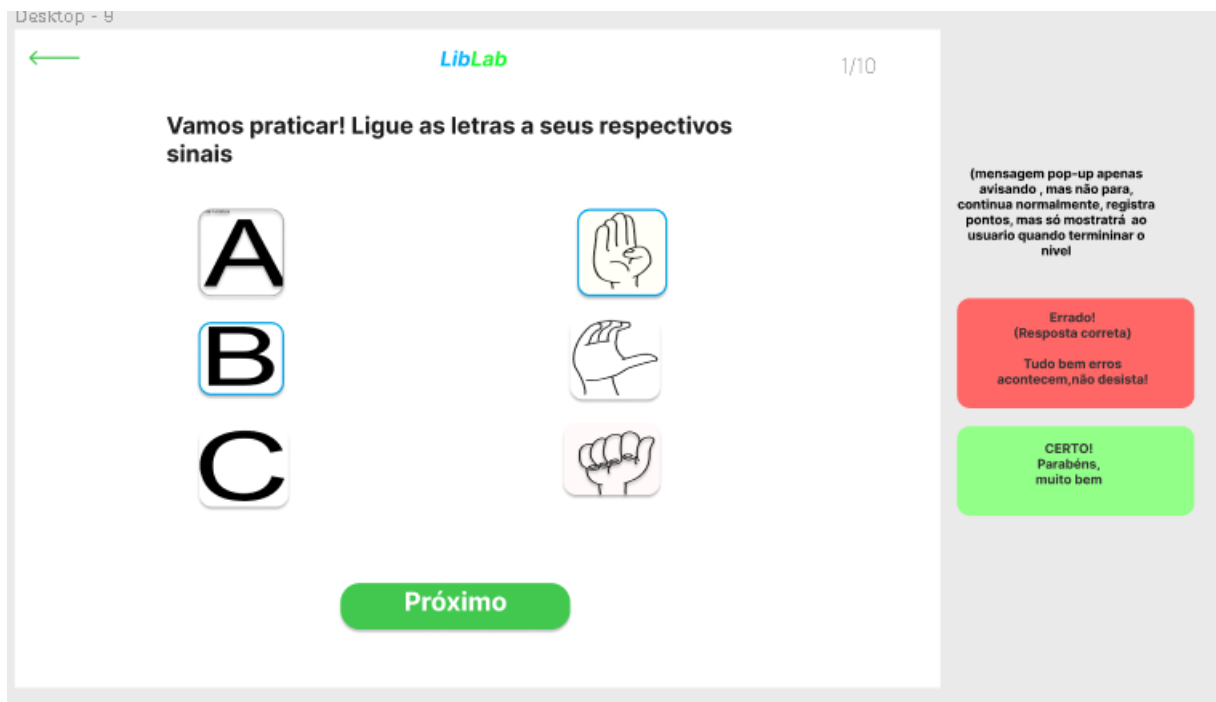 Desktop - 9
LibLab
1/10
Vamos praticar! Ligue as letras a seus respectivos
sinais
A
B
C
Próximo
(mensagem pop-up apenas
avisando , mas não para,
continua normalmente, registra
pontos, mas só mostratrá ao
usuario quando termininar o
nivel
Errado!
(Resposta correta)
Tudo bem erros
acontecem,não desista!
CERTO!
Parabéns,
muito bem